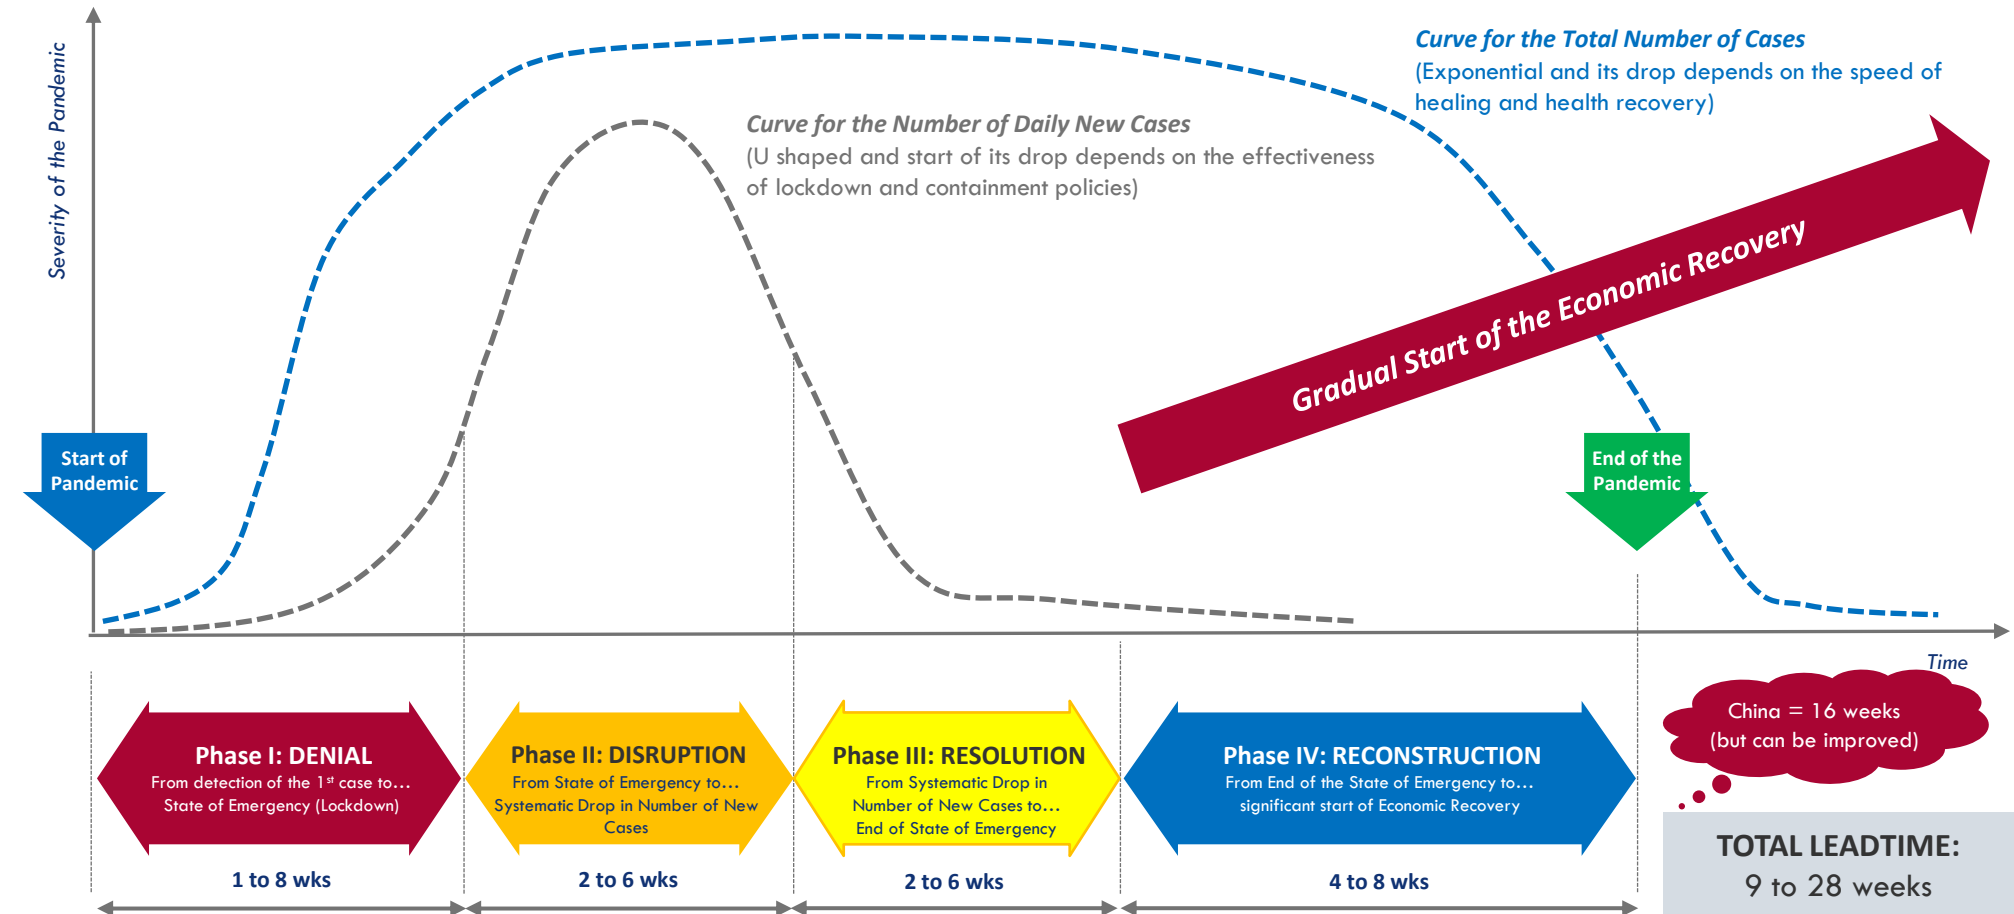 Severity of the Pandemic
Curve for the Total Number of Cases
(Exponential and its drop depends on the speed of
healing and health recovery)
Curve for the Number of Daily New Cases
(U shaped and start of its drop depends on the effectiveness
of lockdown and containment policies)
Gradual Start of the Economic Recovery
Start of
Pandemic
End of the
Pandemic
Time
China = 16 weeks
(but can be improved)
Phase I: DENIAL
From detection of the 1st case to…
State of Emergency (Lockdown)
Phase II: DISRUPTION
From State of Emergency to…
Systematic Drop in Number of New
Cases
Phase III: RESOLUTION
From Systematic Drop in
Number of New Cases to…
End of State of Emergency
Phase IV: RECONSTRUCTION
From End of the State of Emergency to…
significant start of Economic Recovery
1 to 8 wks
2 to 6 wks
2 to 6 wks
4 to 8 wks
TOTAL LEADTIME:
9 to 28 weeks